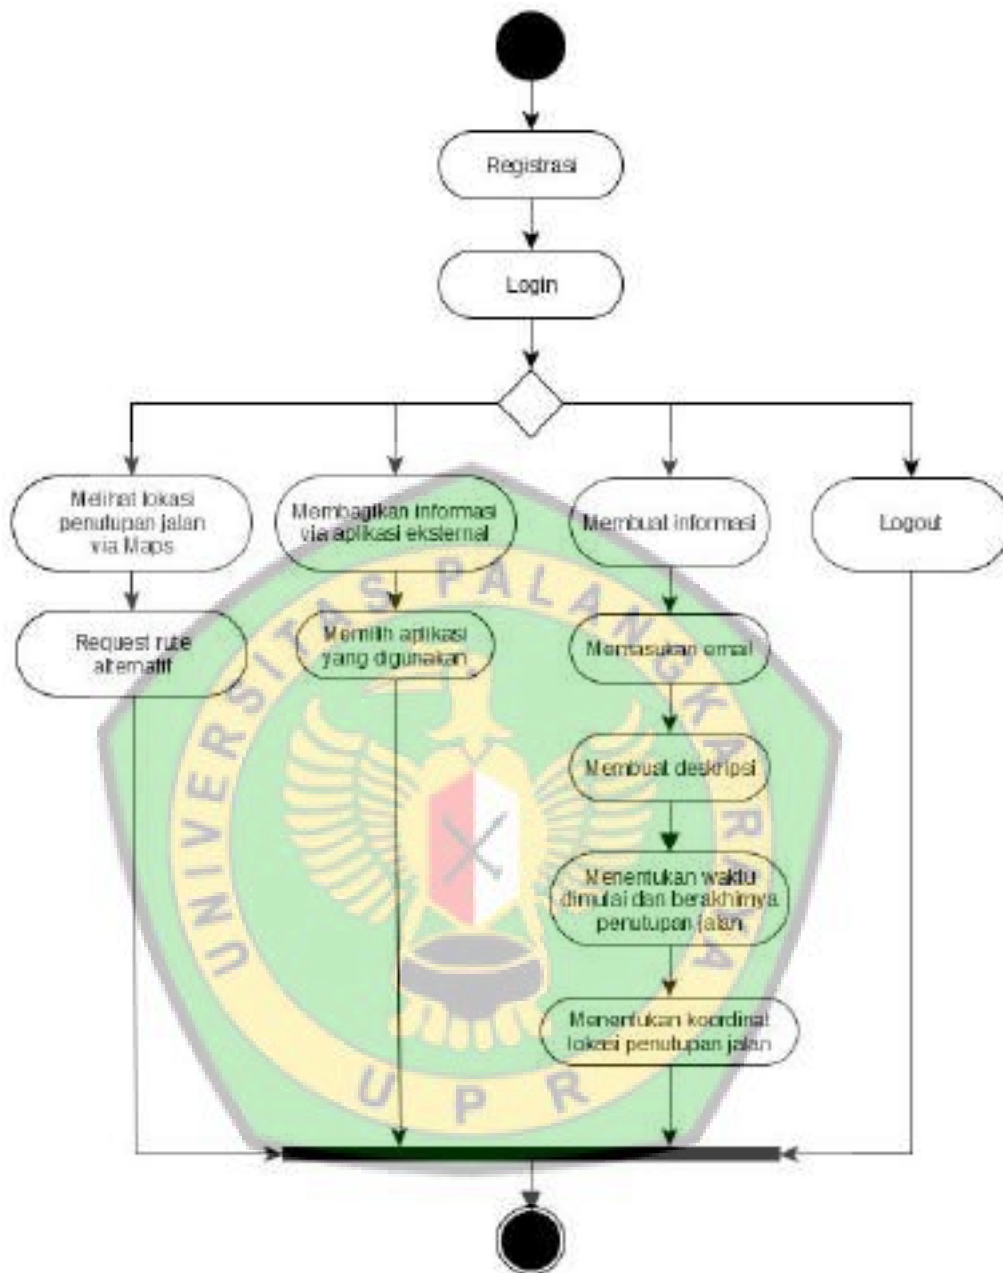 Registrasi
Login
Melihat lokasi
penutupan jalan
via Maps
Membagikan informasi
via aplikasi eksternal
Membuat informasi
Logout
Request rute
alternatif
Memilih aplikasi
yang digunakan
Memasukan email
Membuat deskripsi
Menentukan waktu
dimulai dan berakhirnya
penutupan jalan
Menentukan koordinat
lokasi penutupan jalan
UNIVERSITAS PALANGKA RAYA
UPR